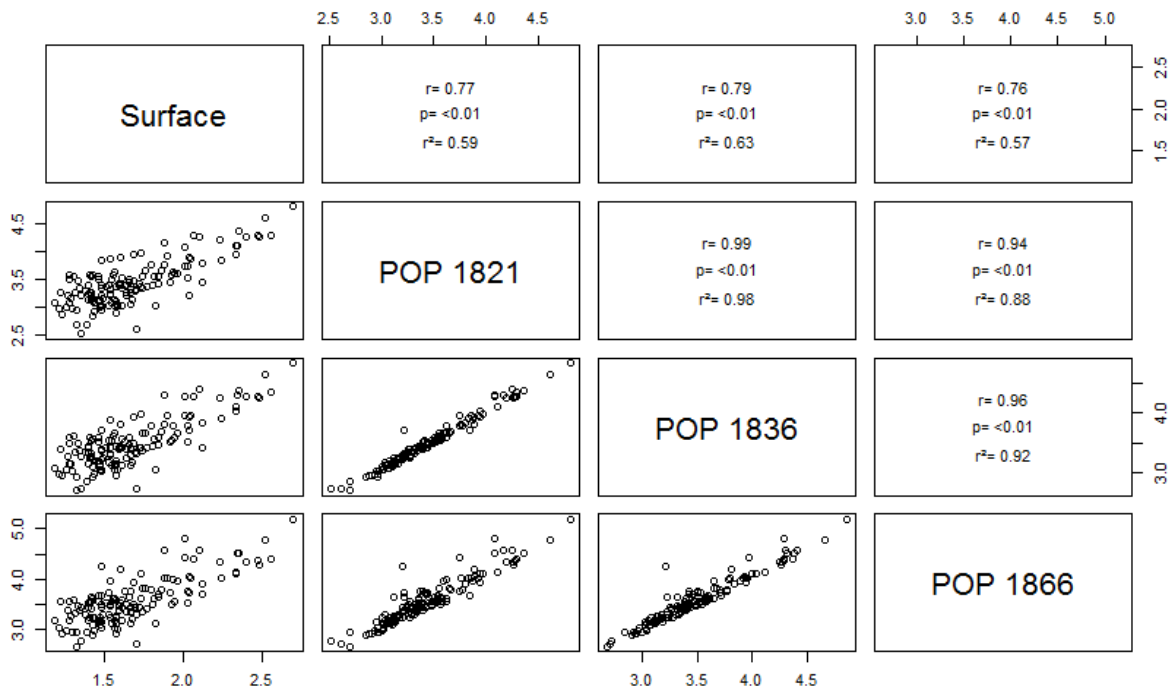 2.5 3.0 3.5 4.0 4.5
3.0 3.5 4.0 4.5 5.0
Surface
r= 0.77
p= <0.01
r²= 0.59
r= 0.79
p= <0.01
r²= 0.63
r= 0.76
p= <0.01
r²= 0.57
1.5 2.0 2.5
2.5 3.5 4.5
POP 1821
r= 0.99
p= <0.01
r²= 0.98
r= 0.94
p= <0.01
r²= 0.88
POP 1836
r= 0.96
p= <0.01
r²= 0.92
3.0 4.0
3.0 4.0 5.0
POP 1866
1.5 2.0 2.5
3.0 3.5 4.0 4.5